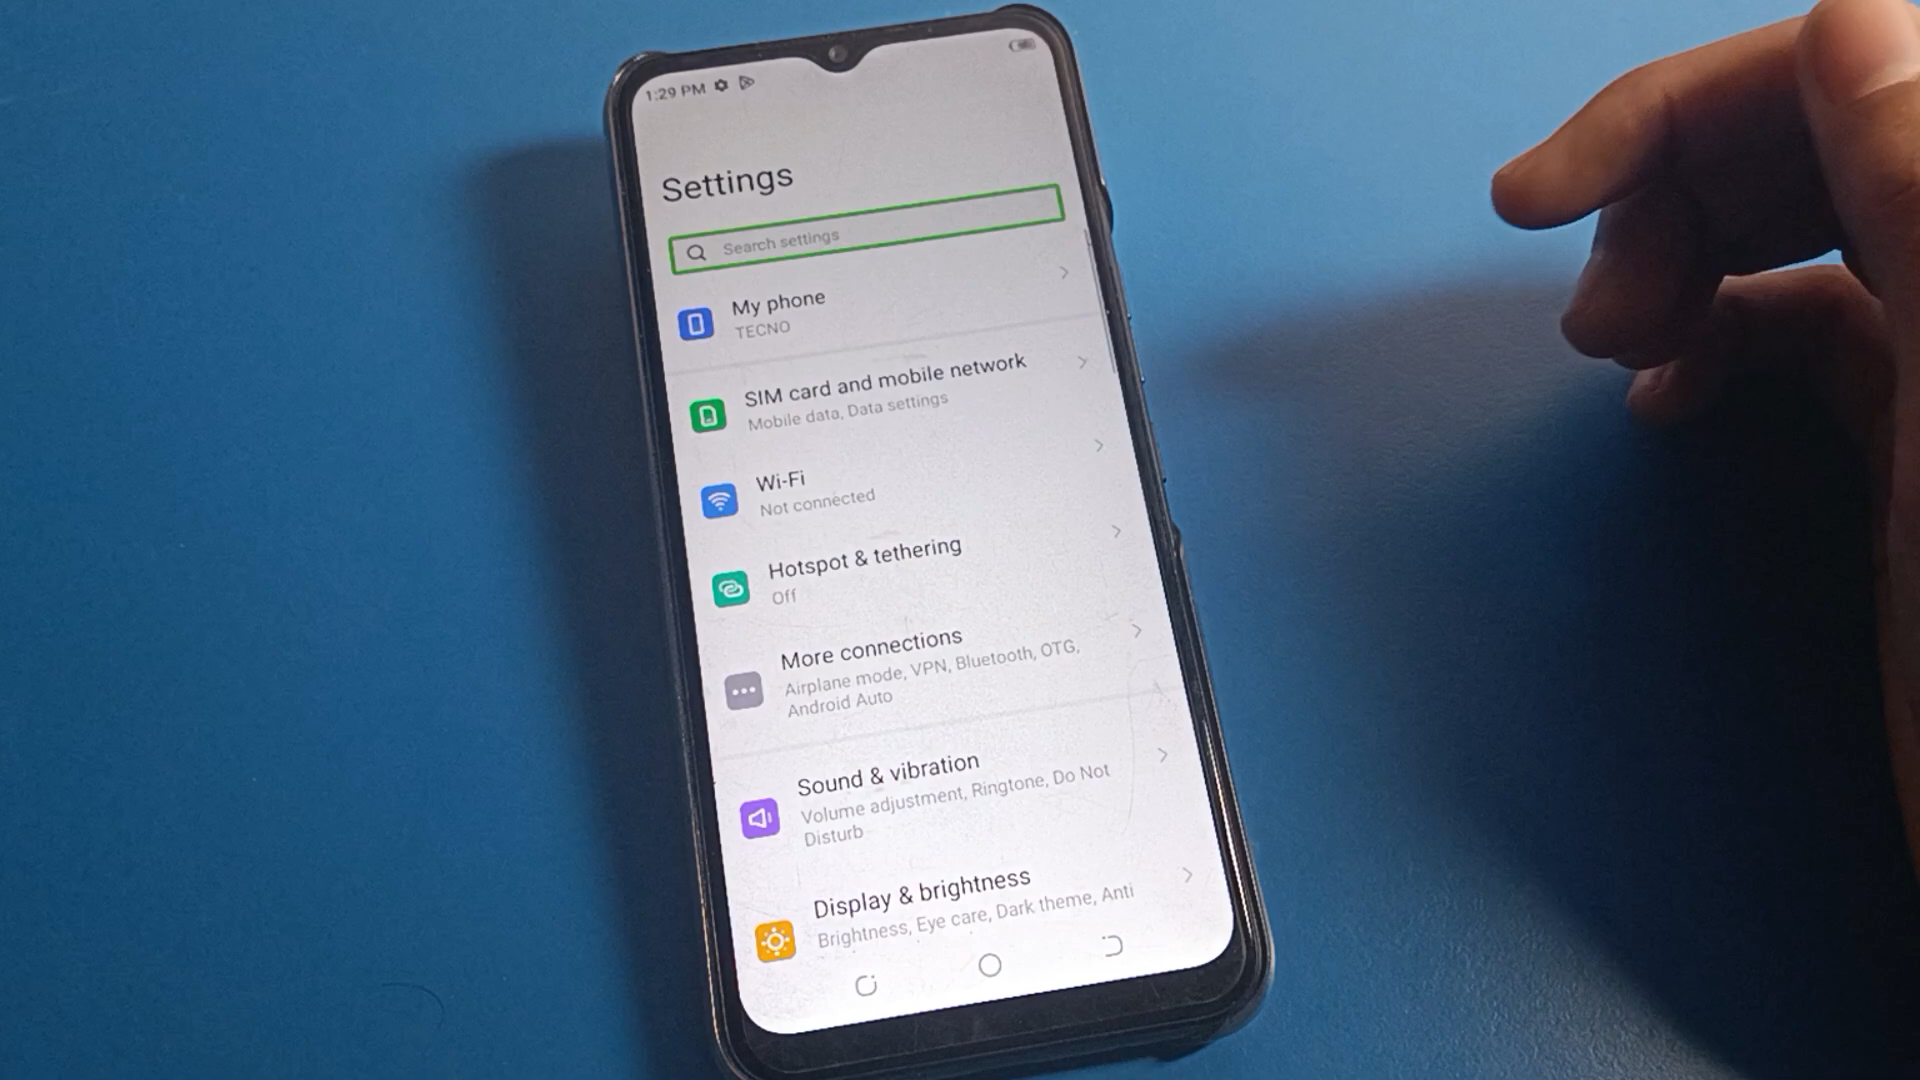 1:29 PM
Settings
Search settings
My phone
TECNO
SIM card and mobile network
Mobile data, Data settings
Wi-Fi
Not connected
Hotspot & tethering
Off
More connections
Airplane mode, VPN, Bluetooth, OTG,
Android Auto
Sound & vibration
Volume adjustment, Ringtone, Do Not
Disturb
Display & brightness
Brightness, Eye care, Dark theme, Anti